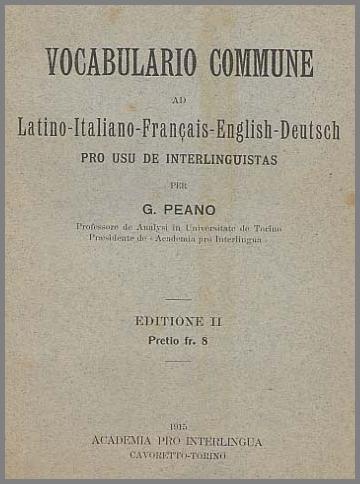 VOCABULARIO COMMUNE
AD
Latino-Italiano-Français-English-Deutsch
PRO USU DE INTERLINGUISTAS
PER
G. PEANO
Professore de Analysi in Universitate de Torino
Præsidente de « Academia pro Interlingua »
EDITIONE II
Pretio fr. 8
1915
ACADEMIA PRO INTERLINGUA
CAVORETTO-TORINO